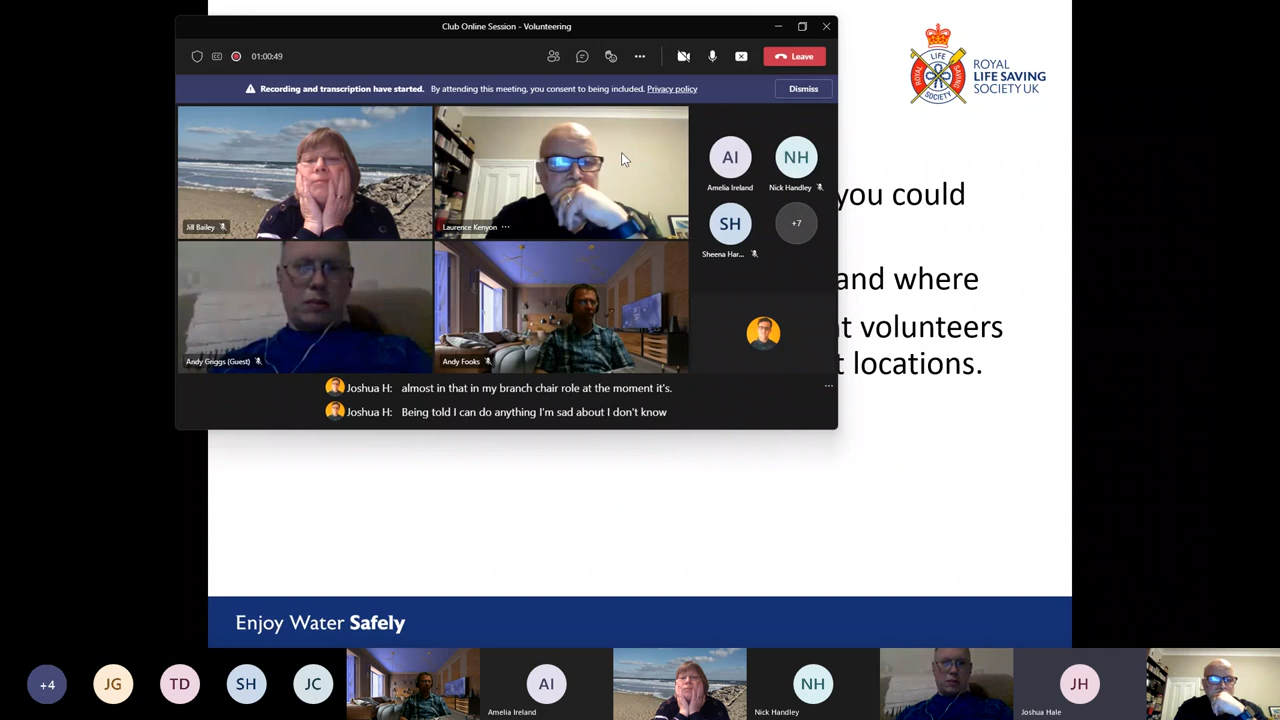 Club Online Session - Volunteering
01:00:49
Leave
Recording and transcription have started. By attending this meeting, you consent to being included. Privacy policy
Dismiss
Jill Bailey
Laurence Kenyon
Andy Griggs (Guest)
Andy Fooks
AI
Amelia Ireland
NH
Nick Handley
SH
Sheena Har...
+7
Joshua H: almost in that in my branch chair role at the moment it's.
Joshua H: Being told I can do anything I'm sad about I don't know
ROYAL
LIFE SAVING
SOCIETY UK
ROYAL LIFE SAVING SOCIETY
you could
and where
t volunteers
t locations.
Enjoy Water Safely
+4
JG
TD
SH
JC
AI
Amelia Ireland
NH
Nick Handley
JH
Joshua Hale